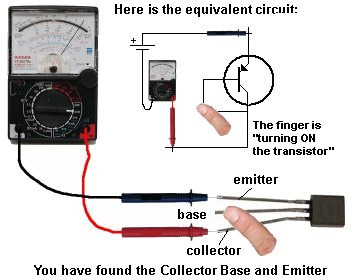 Here is the equivalent circuit:
+
The finger is
"turning ON
the transistor"
emitter
base
collector
You have found the Collector Base and Emitter